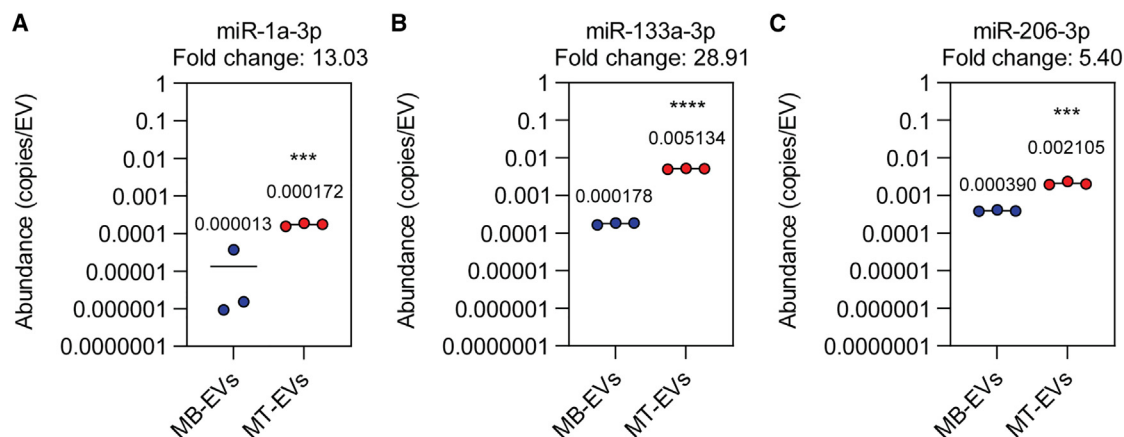 A
miR-1a-3p
Fold change: 13.03
Abundance (copies/EV)
1
0.1
0.01
0.001
0.0001
0.00001
0.000001
0.0000001
***
0.000172
0.000013
MB-EVs
MT-EVs
B
miR-133a-3p
Fold change: 28.91
Abundance (copies/EV)
1
0.1
0.01
0.001
0.0001
0.00001
0.000001
0.0000001
****
0.005134
0.000178
MB-EVs
MT-EVs
C
miR-206-3p
Fold change: 5.40
Abundance (copies/EV)
1
0.1
0.01
0.001
0.0001
0.00001
0.000001
0.0000001
***
0.002105
0.000390
MB-EVs
MT-EVs